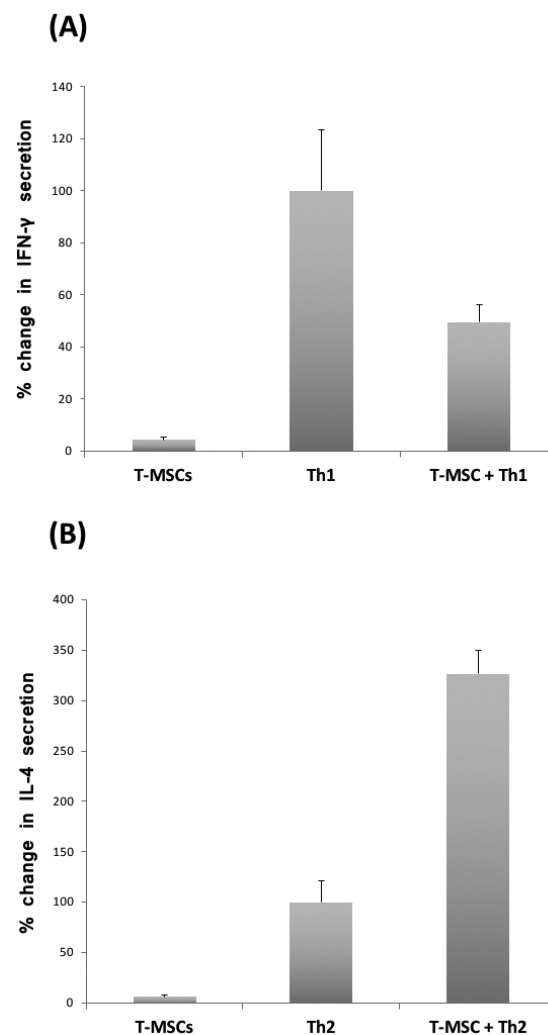 (A)
% change in IFN-γ secretion
140
120
100
80
60
40
20
0
T-MSCs Th1 T-MSC + Th1
(B)
% change in IL-4 secretion
400
350
300
250
200
150
100
50
0
T-MSCs Th2 T-MSC + Th2